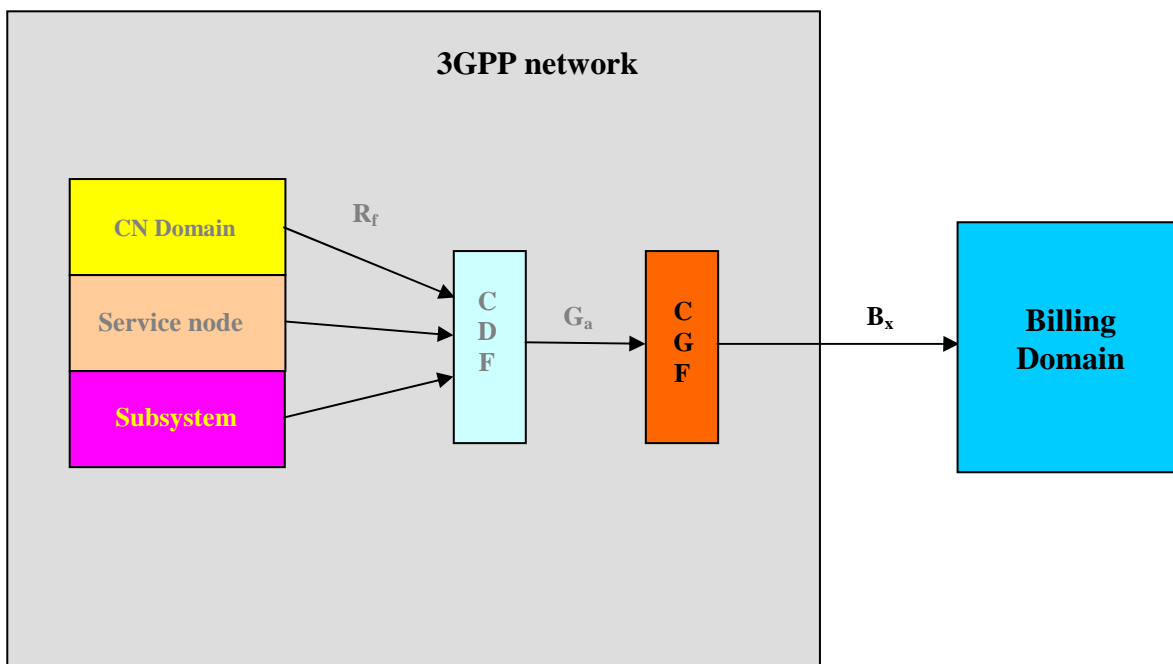 3GPP network
CN Domain
Service node
Subsystem
Rf
C
D
F
Ga
C
G
F
Bx
Billing
Domain